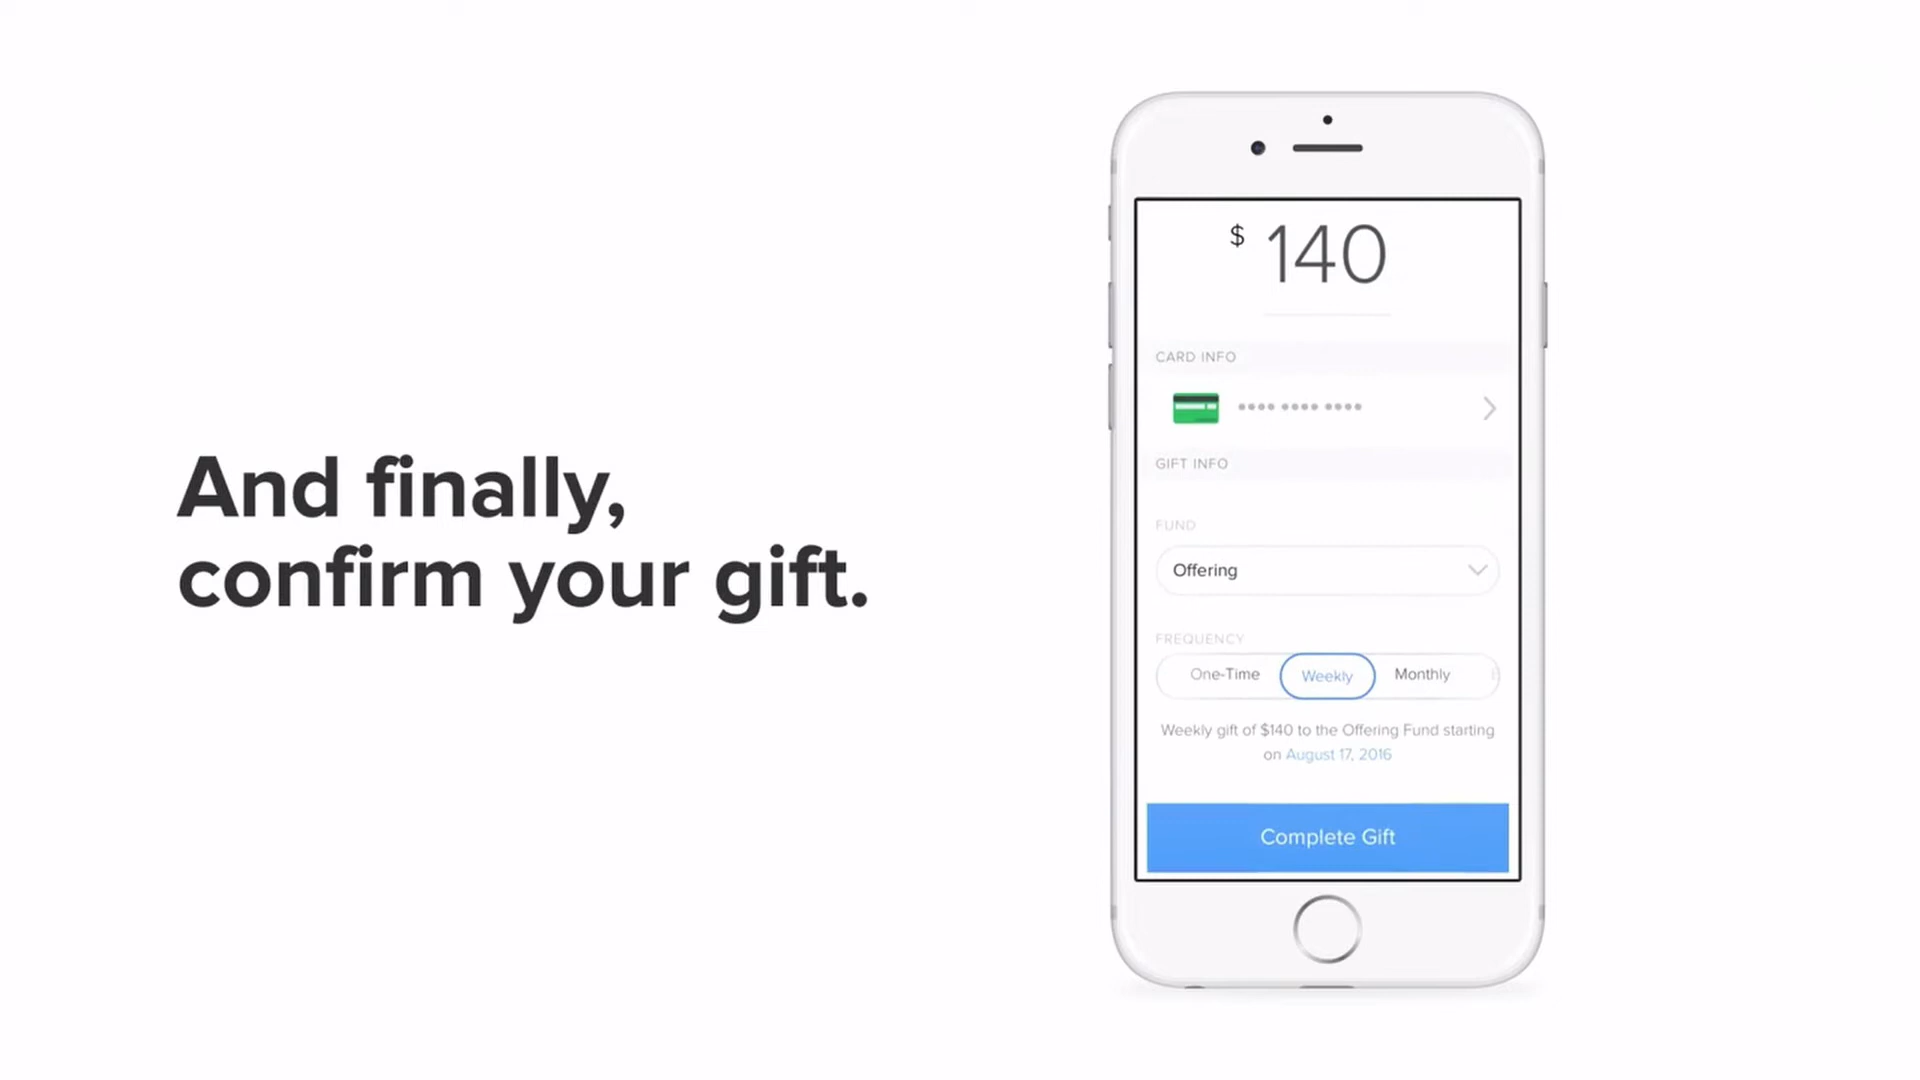 And finally,
confirm your gift.
$ 140
CARD INFO
GIFT INFO
FUND
Offering
FREQUENCY
One-Time Weekly Monthly
Weekly gift of $140 to the Offering Fund starting
on August 17, 2016
Complete Gift